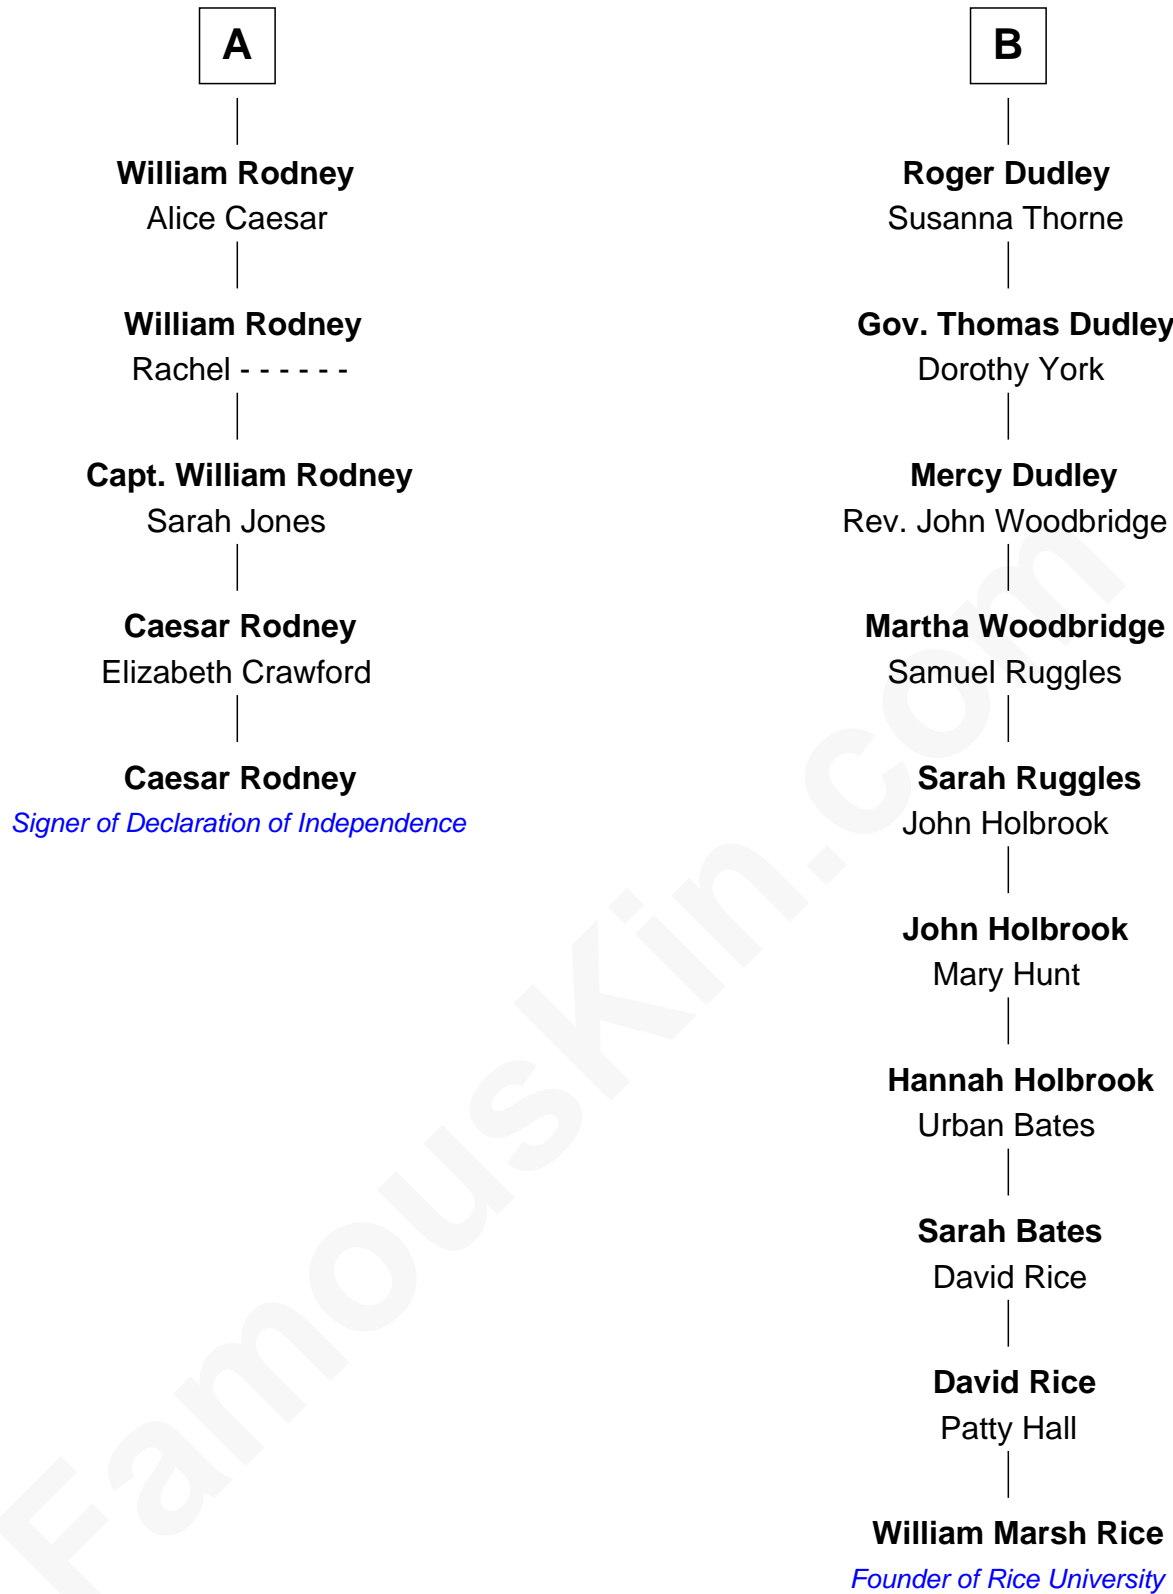 A
William Rodney
Alice Caesar
William Rodney
Rachel - - - - - -
Capt. William Rodney
Sarah Jones
Caesar Rodney
Elizabeth Crawford
Caesar Rodney
Signer of Declaration of Independence
B
Roger Dudley
Susanna Thorne
Gov. Thomas Dudley
Dorothy York
Mercy Dudley
Rev. John Woodbridge
Martha Woodbridge
Samuel Ruggles
Sarah Ruggles
John Holbrook
John Holbrook
Mary Hunt
Hannah Holbrook
Urban Bates
Sarah Bates
David Rice
David Rice
Patty Hall
William Marsh Rice
Founder of Rice University
FamousKin.com